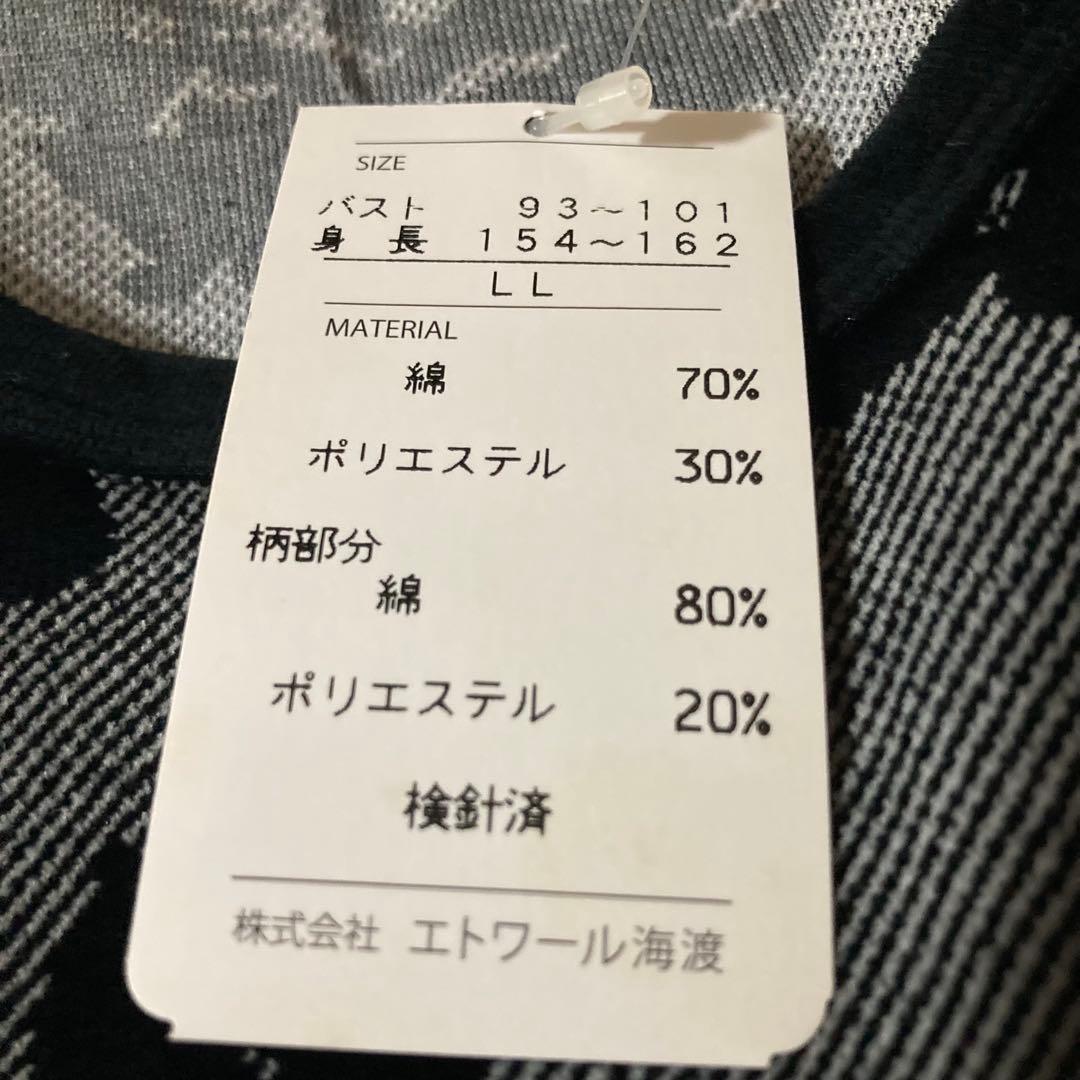 SIZE
バスト　９３～１０１
身　長　１５４～１６２
ＬＬ
MATERIAL
綿　70%
ポリエステル　30%
柄部分
綿　80%
ポリエステル　20%
検針済
株式会社 エトワール海渡